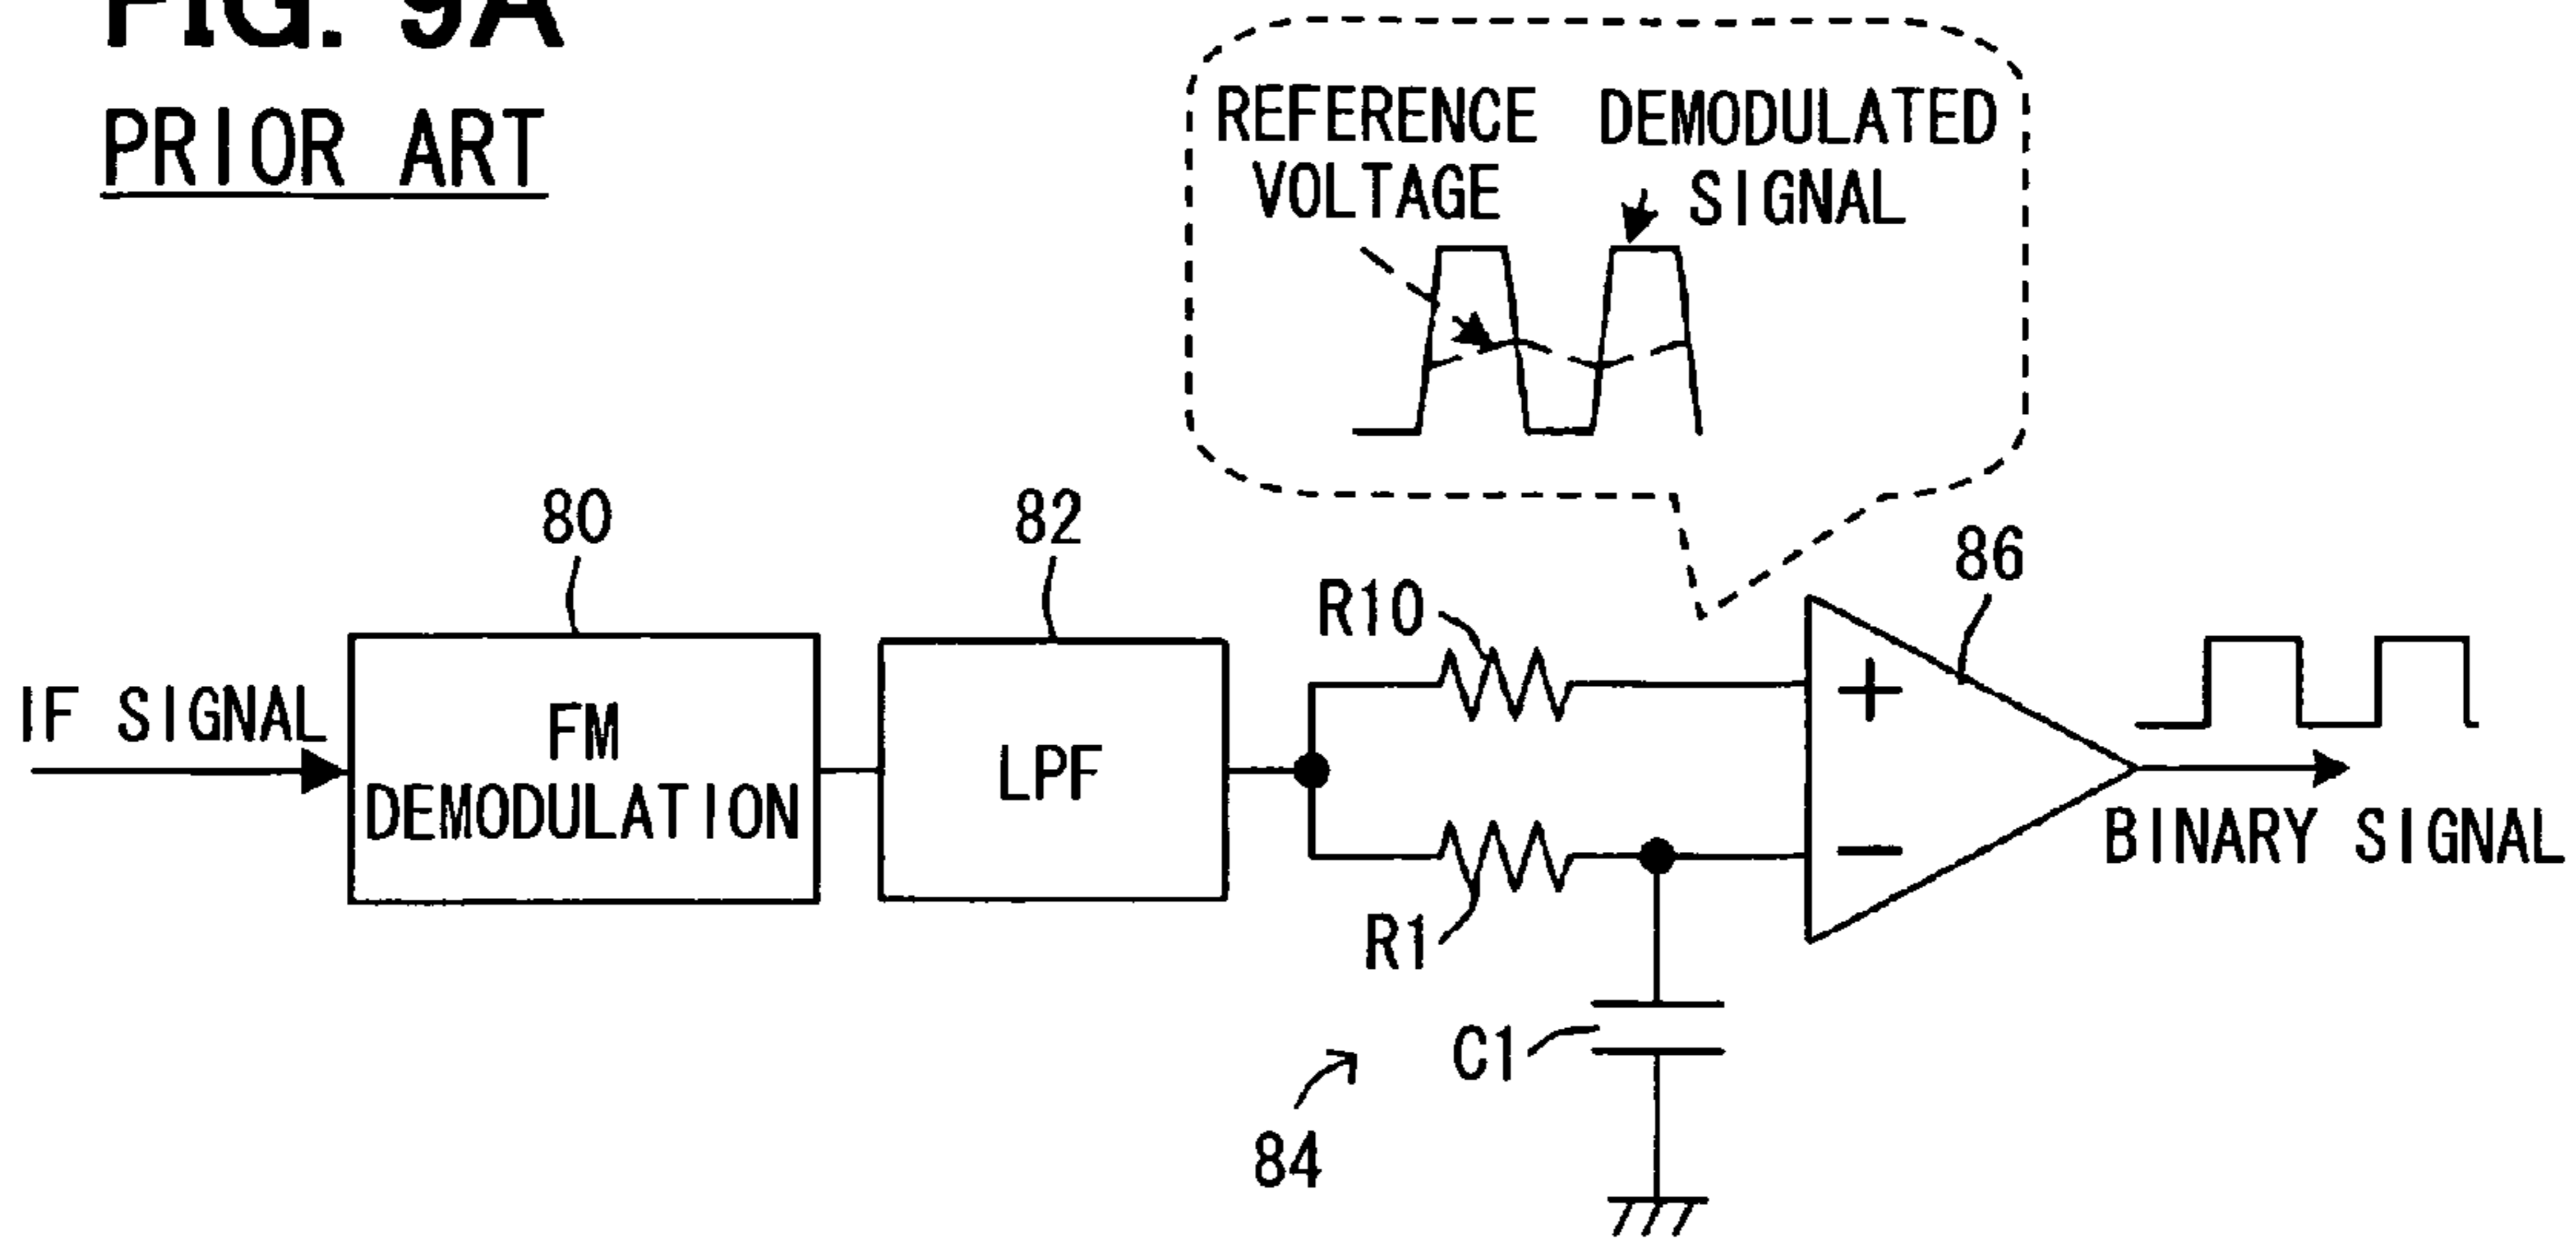 FIG. 9A
PRIOR ART
REFERENCE VOLTAGE
DEMODULATED SIGNAL
80
82
86
R10
IF SIGNAL
FM DEMODULATION
LPF
+
−
BINARY SIGNAL
R1
C1
84